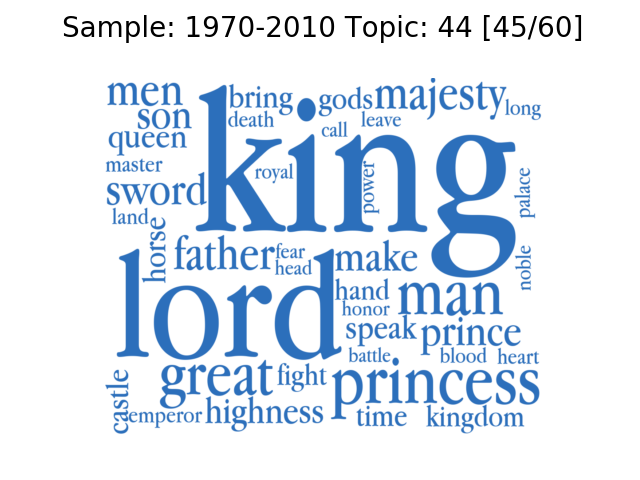 Sample: 1970-2010 Topic: 44 [45/60]
men bring gods majesty long
son death call leave
queen king
master royal power palace
sword
land horse father fear make noble
head
lord hand man
honor
speak prince
battle blood heart
great fight princess
castle emperor highness time kingdom